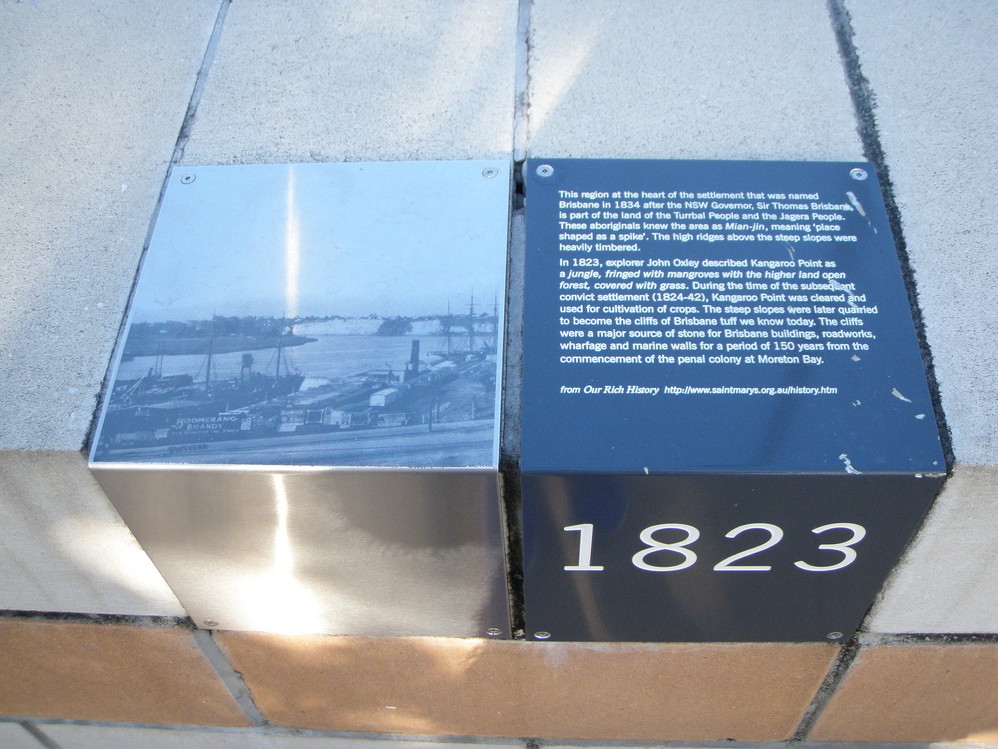 BOOMERANG
BRANDY
This region at the heart of the settlement that was named
Brisbane in 1834 after the NSW Governor, Sir Thomas Brisbane,
is part of the land of the Turrbal People and the Jagera People.
These aboriginals knew the area as Mian-jin, meaning 'place
shaped as a spike'. The high ridges above the steep slopes were
heavily timbered.
In 1823, explorer John Oxley described Kangaroo Point as
a jungle, fringed with mangroves with the higher land open
forest, covered with grass. During the time of the subsequent
convict settlement (1824-42), Kangaroo Point was cleared and
used for cultivation of crops. The steep slopes were later quarried
to become the cliffs of Brisbane tuff we know today. The cliffs
were a major source of stone for Brisbane buildings, roadworks,
wharfage and marine walls for a period of 150 years from the
commencement of the penal colony at Moreton Bay.
from Our Rich History http://www.saintmarys.org.au/history.htm
1823